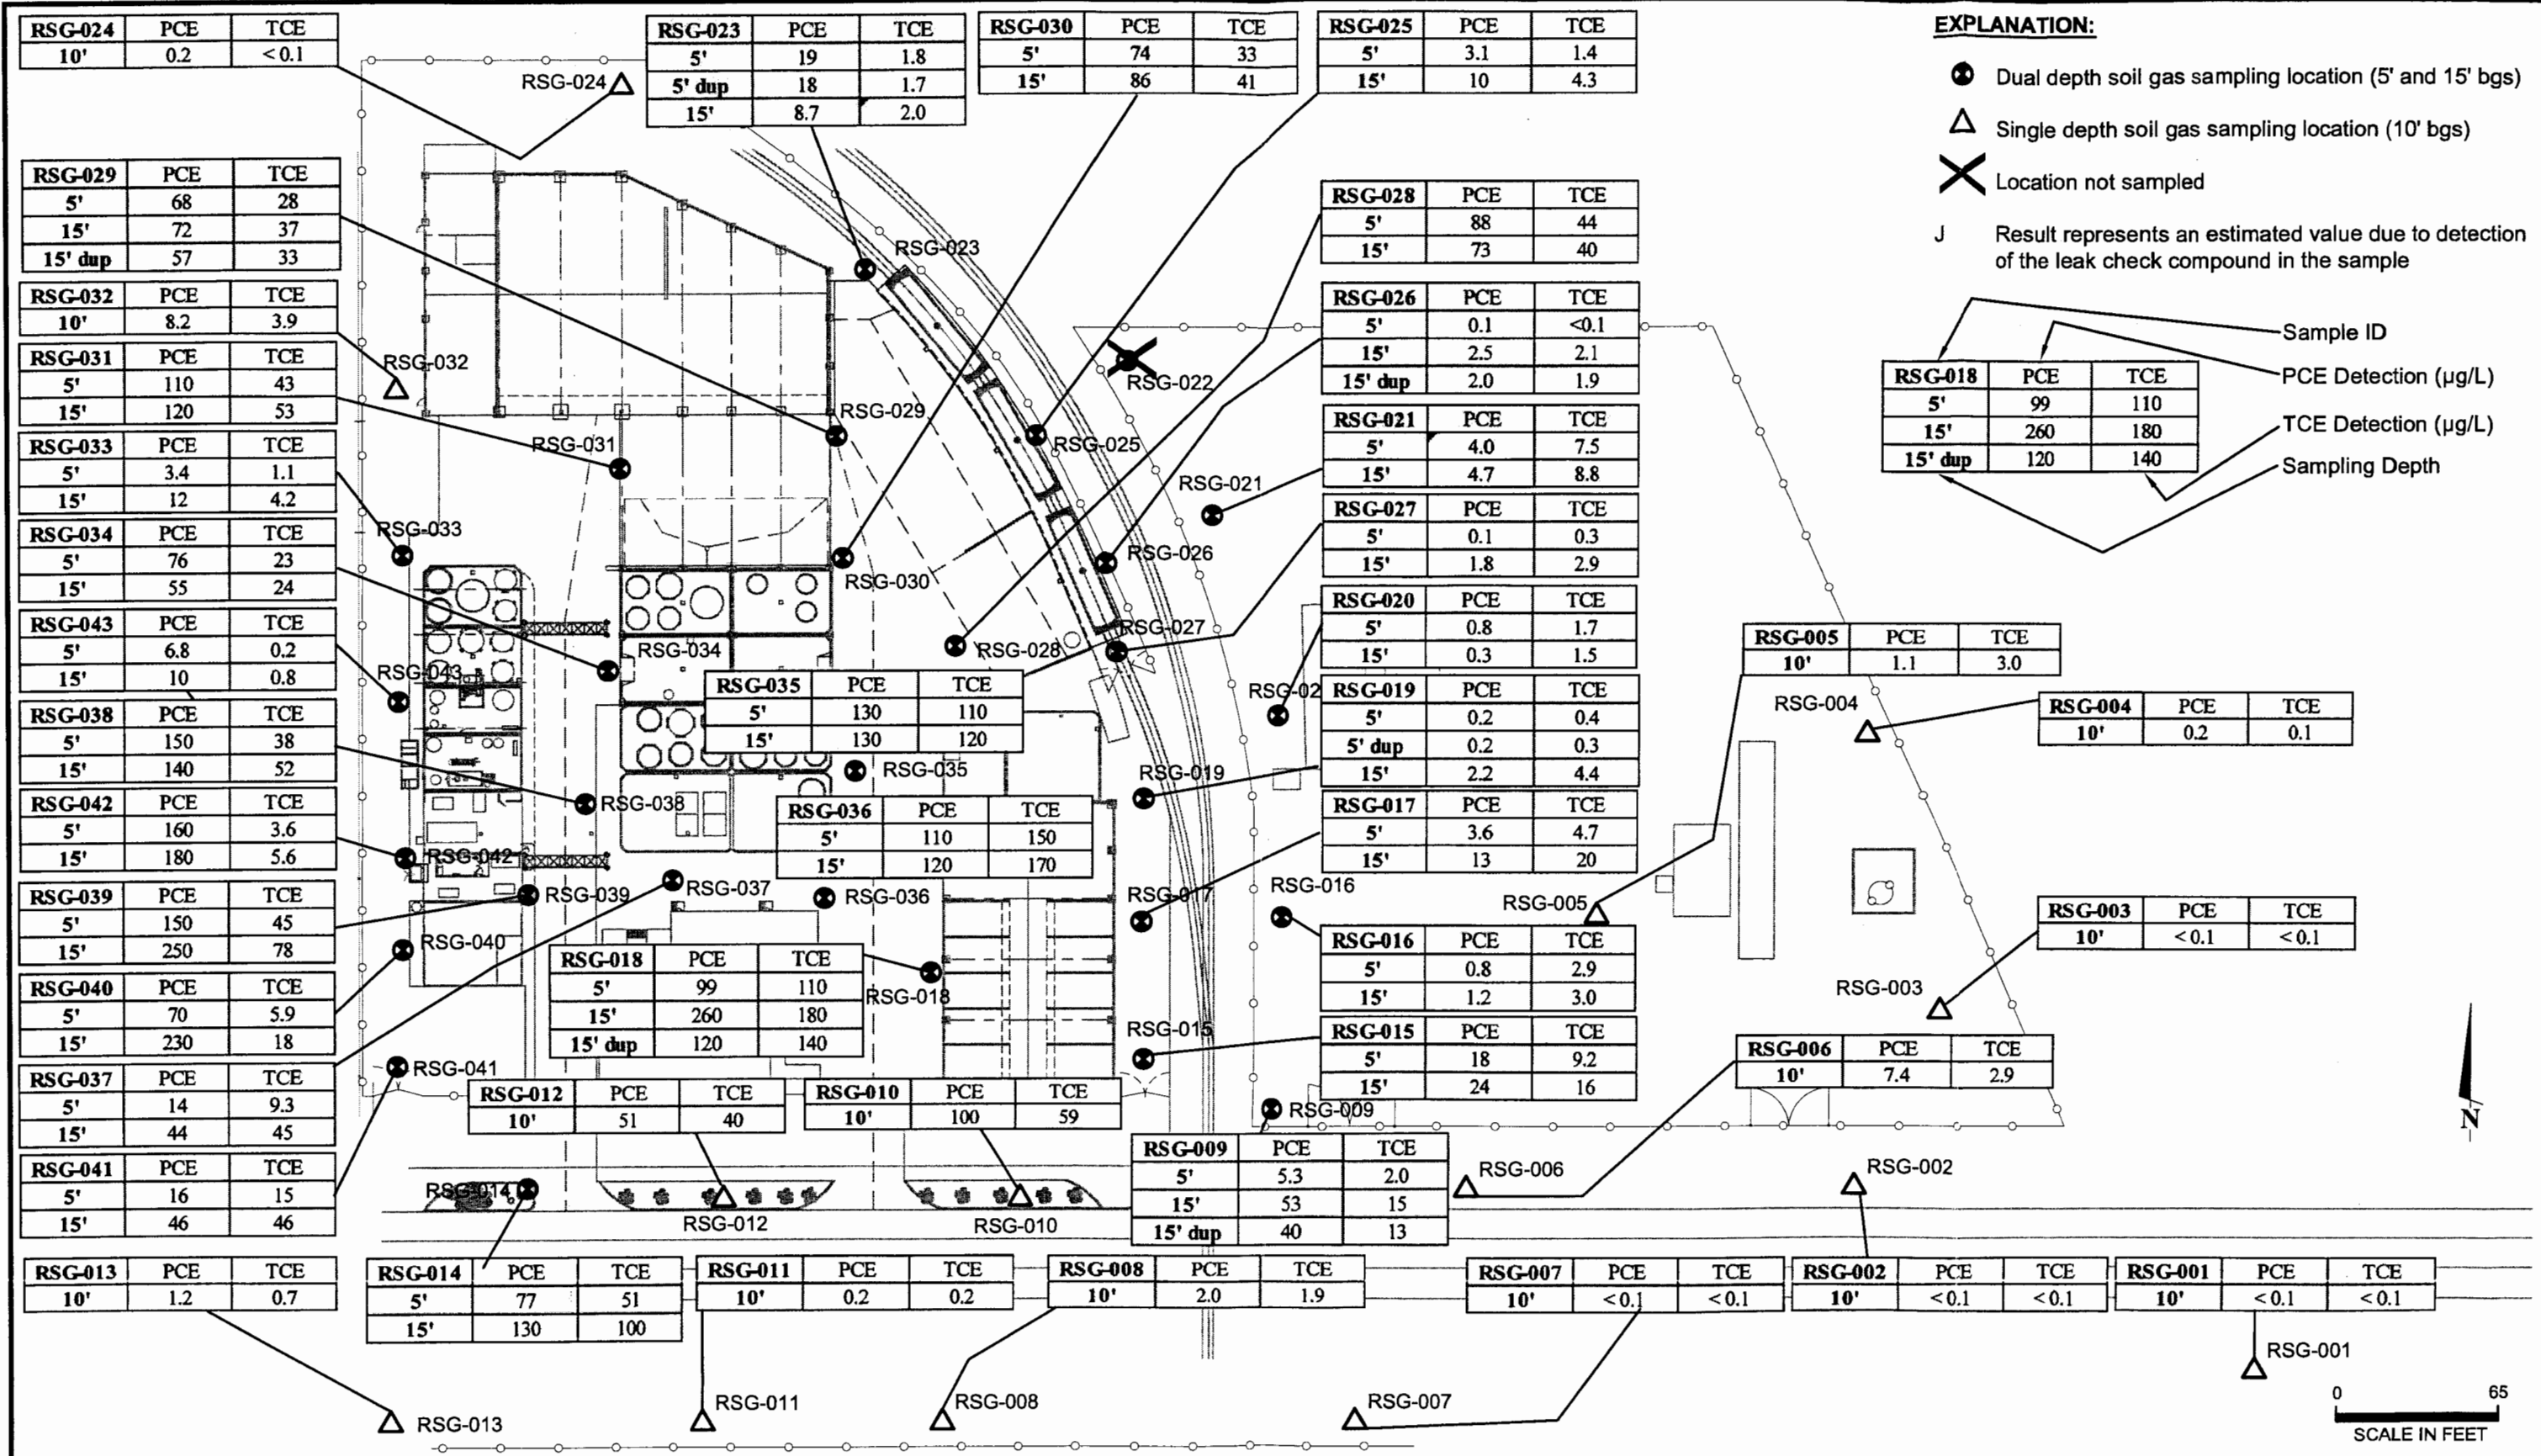 RSG-024 PCE TCE
10' 0.2 <0.1
RSG-023 PCE TCE
5' 19 1.8
5' dup 18 1.7
15' 8.7 2.0
RSG-030 PCE TCE
5' 74 33
15' 86 41
RSG-025 PCE TCE
5' 3.1 1.4
15' 10 4.3
EXPLANATION:
Dual depth soil gas sampling location (5' and 15' bgs)
Single depth soil gas sampling location (10' bgs)
Location not sampled
J Result represents an estimated value due to detection
of the leak check compound in the sample
Sample ID
PCE Detection (µg/L)
TCE Detection (µg/L)
Sampling Depth
RSG-018 PCE TCE
5' 99 110
15' 260 180
15' dup 120 140
RSG-029 PCE TCE
5' 68 28
15' 72 37
15' dup 57 33
RSG-032 PCE TCE
10' 8.2 3.9
RSG-031 PCE TCE
5' 110 43
15' 120 53
RSG-033 PCE TCE
5' 3.4 1.1
15' 12 4.2
RSG-034 PCE TCE
5' 76 23
15' 55 24
RSG-043 PCE TCE
5' 6.8 0.2
15' 10 0.8
RSG-038 PCE TCE
5' 150 38
15' 140 52
RSG-042 PCE TCE
5' 160 3.6
15' 180 5.6
RSG-039 PCE TCE
5' 150 45
15' 250 78
RSG-040 PCE TCE
5' 70 5.9
15' 230 18
RSG-037 PCE TCE
5' 14 9.3
15' 44 45
RSG-041 PCE TCE
5' 16 15
15' 46 46
RSG-013 PCE TCE
10' 1.2 0.7
RSG-028 PCE TCE
5' 88 44
15' 73 40
RSG-026 PCE TCE
5' 0.1 <0.1
15' 2.5 2.1
15' dup 2.0 1.9
RSG-021 PCE TCE
5' 4.0 7.5
15' 4.7 8.8
RSG-027 PCE TCE
5' 0.1 0.3
15' 1.8 2.9
RSG-020 PCE TCE
5' 0.8 1.7
15' 0.3 1.5
RSG-019 PCE TCE
5' 0.2 0.4
5' dup 0.2 0.3
15' 2.2 4.4
RSG-017 PCE TCE
5' 3.6 4.7
15' 13 20
RSG-016 PCE TCE
5' 0.8 2.9
15' 1.2 3.0
RSG-015 PCE TCE
5' 18 9.2
15' 24 16
RSG-035 PCE TCE
5' 130 110
15' 130 120
RSG-036 PCE TCE
5' 110 150
15' 120 170
RSG-018 PCE TCE
5' 99 110
15' 260 180
15' dup 120 140
RSG-012 PCE TCE
10' 51 40
RSG-010 PCE TCE
10' 100 59
RSG-009 PCE TCE
5' 5.3 2.0
15' 53 15
15' dup 40 13
RSG-005 PCE TCE
10' 1.1 3.0
RSG-004 PCE TCE
10' 0.2 0.1
RSG-003 PCE TCE
10' <0.1 <0.1
RSG-006 PCE TCE
10' 7.4 2.9
RSG-014 PCE TCE
5' 77 51
15' 130 100
RSG-011 PCE TCE
10' 0.2 0.2
RSG-008 PCE TCE
10' 2.0 1.9
RSG-007 PCE TCE
10' <0.1 <0.1
RSG-002 PCE TCE
10' <0.1 <0.1
RSG-001 PCE TCE
10' <0.1 <0.1
RSG-024
RSG-023
RSG-032
RSG-022
RSG-029
RSG-031
RSG-025
RSG-021
RSG-033
RSG-026
RSG-030
RSG-027
RSG-034
RSG-028
RSG-043
RSG-02
RSG-004
RSG-035
RSG-019
RSG-038
RSG-042
RSG-037
RSG-039
RSG-036
RSG-017
RSG-016
RSG-005
RSG-040
RSG-018
RSG-003
RSG-015
RSG-041
RSG-009
RSG-006
RSG-002
RSG-014
RSG-012
RSG-010
RSG-013
RSG-011
RSG-008
RSG-007
RSG-001
N
0 65
SCALE IN FEET